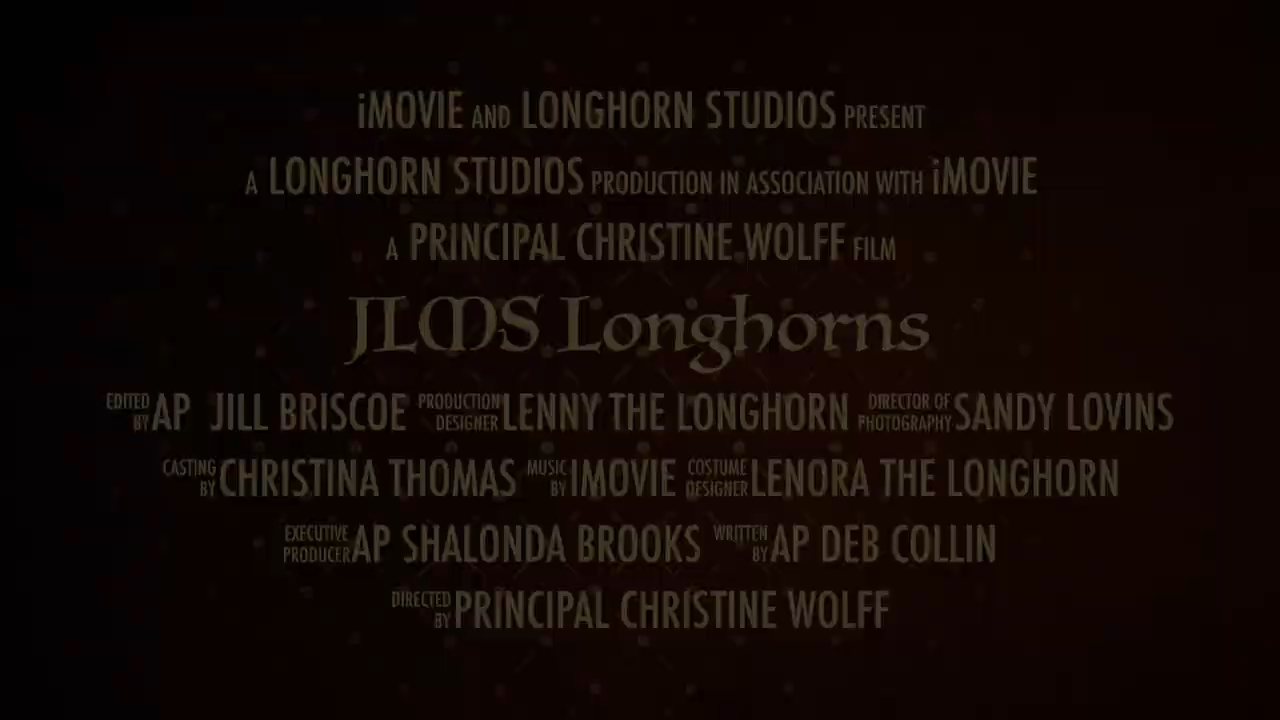 iMOVIE AND LONGHORN STUDIOS PRESENT
A LONGHORN STUDIOS PRODUCTION IN ASSOCIATION WITH iMOVIE
A PRINCIPAL CHRISTINE WOLFF FILM
JLMS Longhorns
EDITED BY AP JILL BRISCOE PRODUCTION DESIGNER LENNY THE LONGHORN DIRECTOR OF PHOTOGRAPHY SANDY LOVINS
CASTING BY CHRISTINA THOMAS MUSIC BY IMOVIE COSTUME DESIGNER LENORA THE LONGHORN
EXECUTIVE PRODUCER AP SHALONDA BROOKS WRITTEN BY AP DEB COLLIN
DIRECTED BY PRINCIPAL CHRISTINE WOLFF